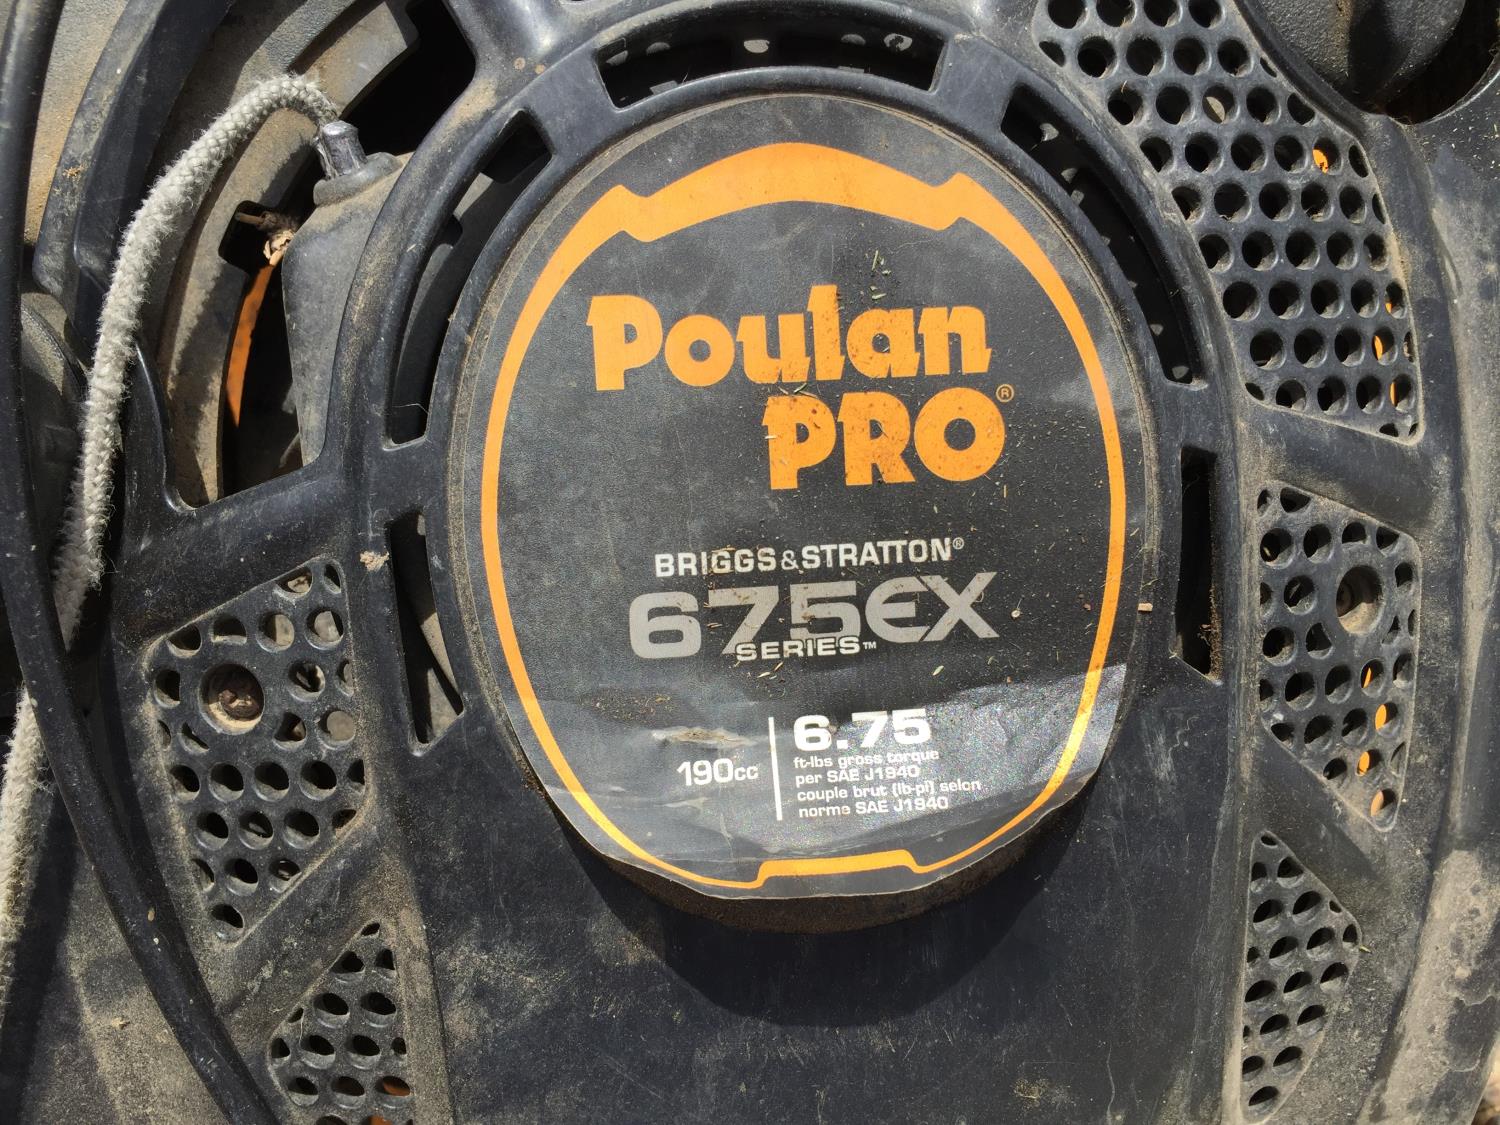 Poulan
PRO®
BRIGGS&STRATTON®
675EX
SERIES™
190cc
6.75
ft-lbs gross torque
per SAE J1940
couple brut (lb-pi) selon
norme SAE J1940